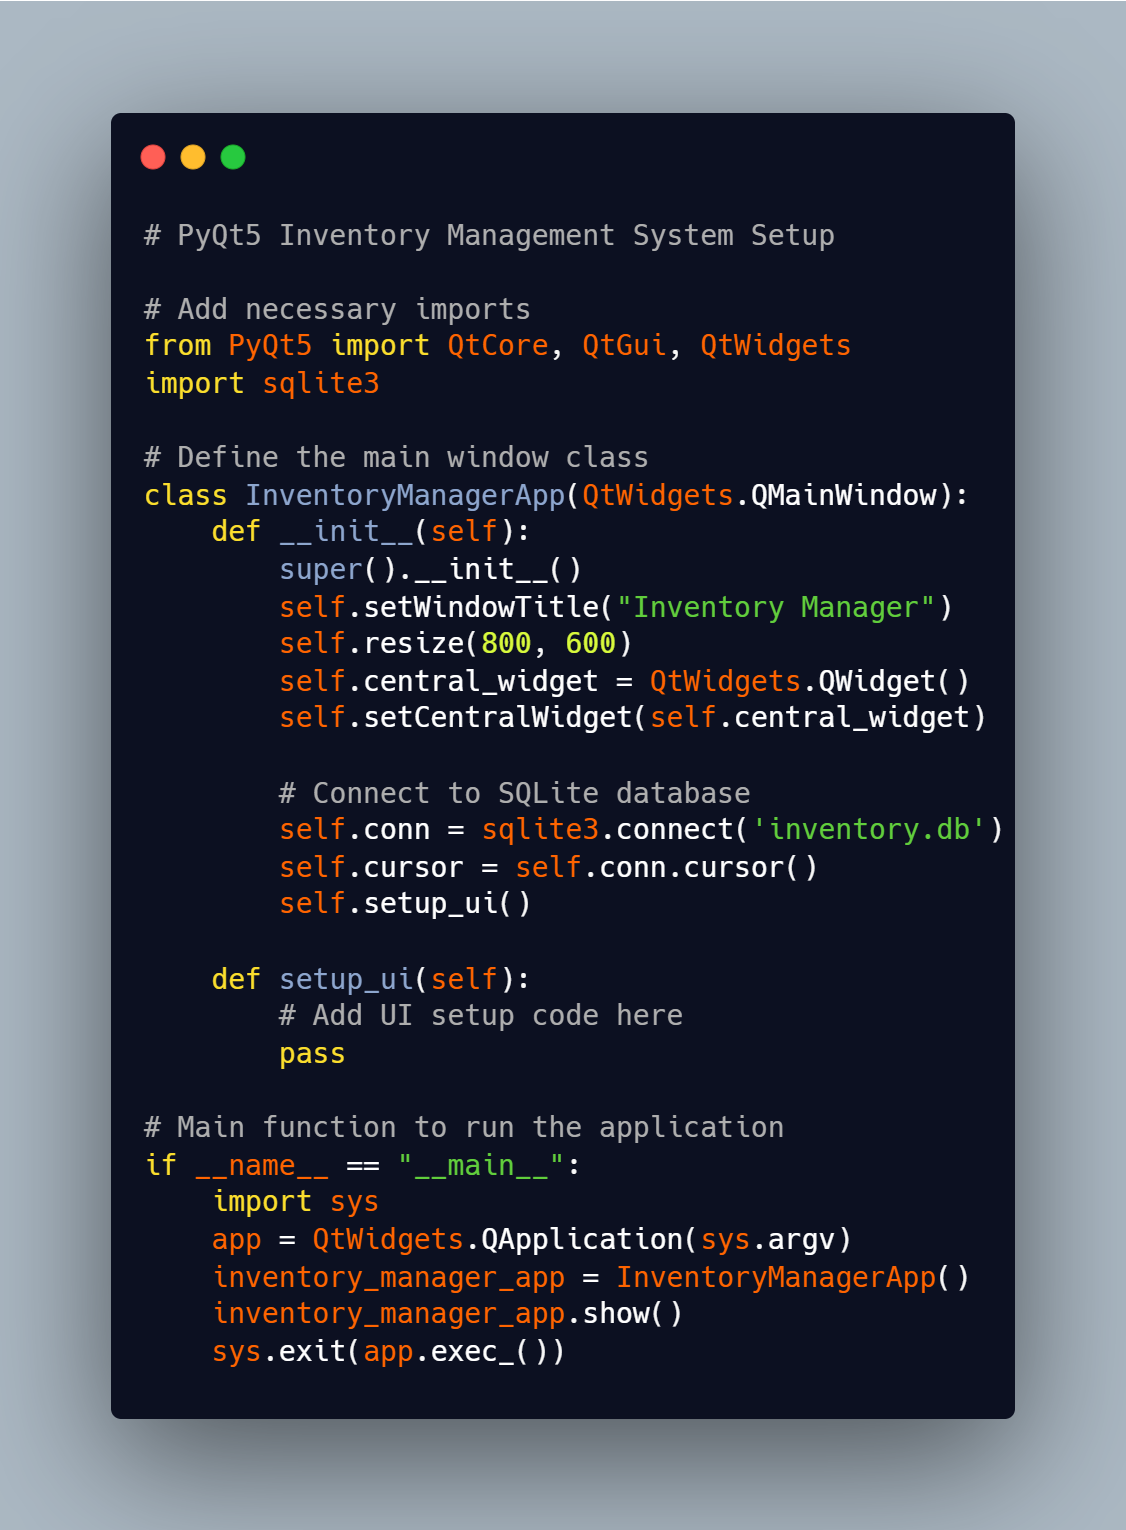 # PyQt5 Inventory Management System Setup

# Add necessary imports
from PyQt5 import QtCore, QtGui, QtWidgets
import sqlite3

# Define the main window class
class InventoryManagerApp(QtWidgets.QMainWindow):
    def __init__(self):
        super().__init__()
        self.setWindowTitle("Inventory Manager")
        self.resize(800, 600)
        self.central_widget = QtWidgets.QWidget()
        self.setCentralWidget(self.central_widget)

        # Connect to SQLite database
        self.conn = sqlite3.connect('inventory.db')
        self.cursor = self.conn.cursor()
        self.setup_ui()

    def setup_ui(self):
        # Add UI setup code here
        pass

# Main function to run the application
if __name__ == "__main__":
    import sys
    app = QtWidgets.QApplication(sys.argv)
    inventory_manager_app = InventoryManagerApp()
    inventory_manager_app.show()
    sys.exit(app.exec_())